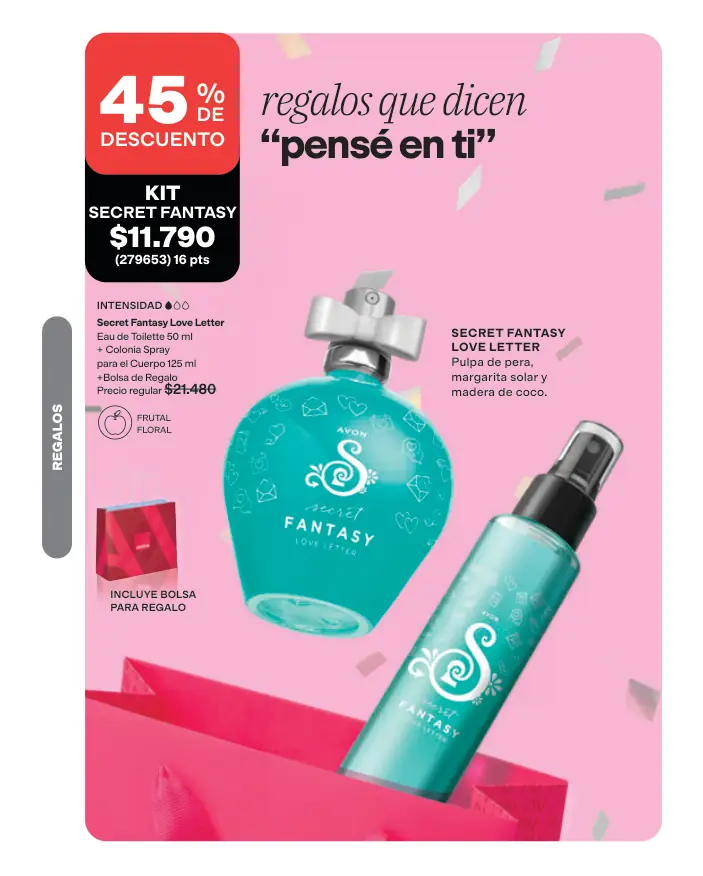 45 %
DE
DESCUENTO
KIT
SECRET FANTASY
$11.790
(279653) 16 pts
regalos que dicen
“pensé en ti”
INTENSIDAD
Secret Fantasy Love Letter
Eau de Toilette 50 ml
+ Colonia Spray
para el Cuerpo 125 ml
+Bolsa de Regalo
Precio regular $21.480
FRUTAL
FLORAL
SECRET FANTASY
LOVE LETTER
Pulpa de pera,
margarita solar y
madera de coco.
REGALOS
AVON
S
secret
FANTASY
LOVE LETTER
INCLUYE BOLSA
PARA REGALO
AVON
S
secret
FANTASY
LOVE LETTER